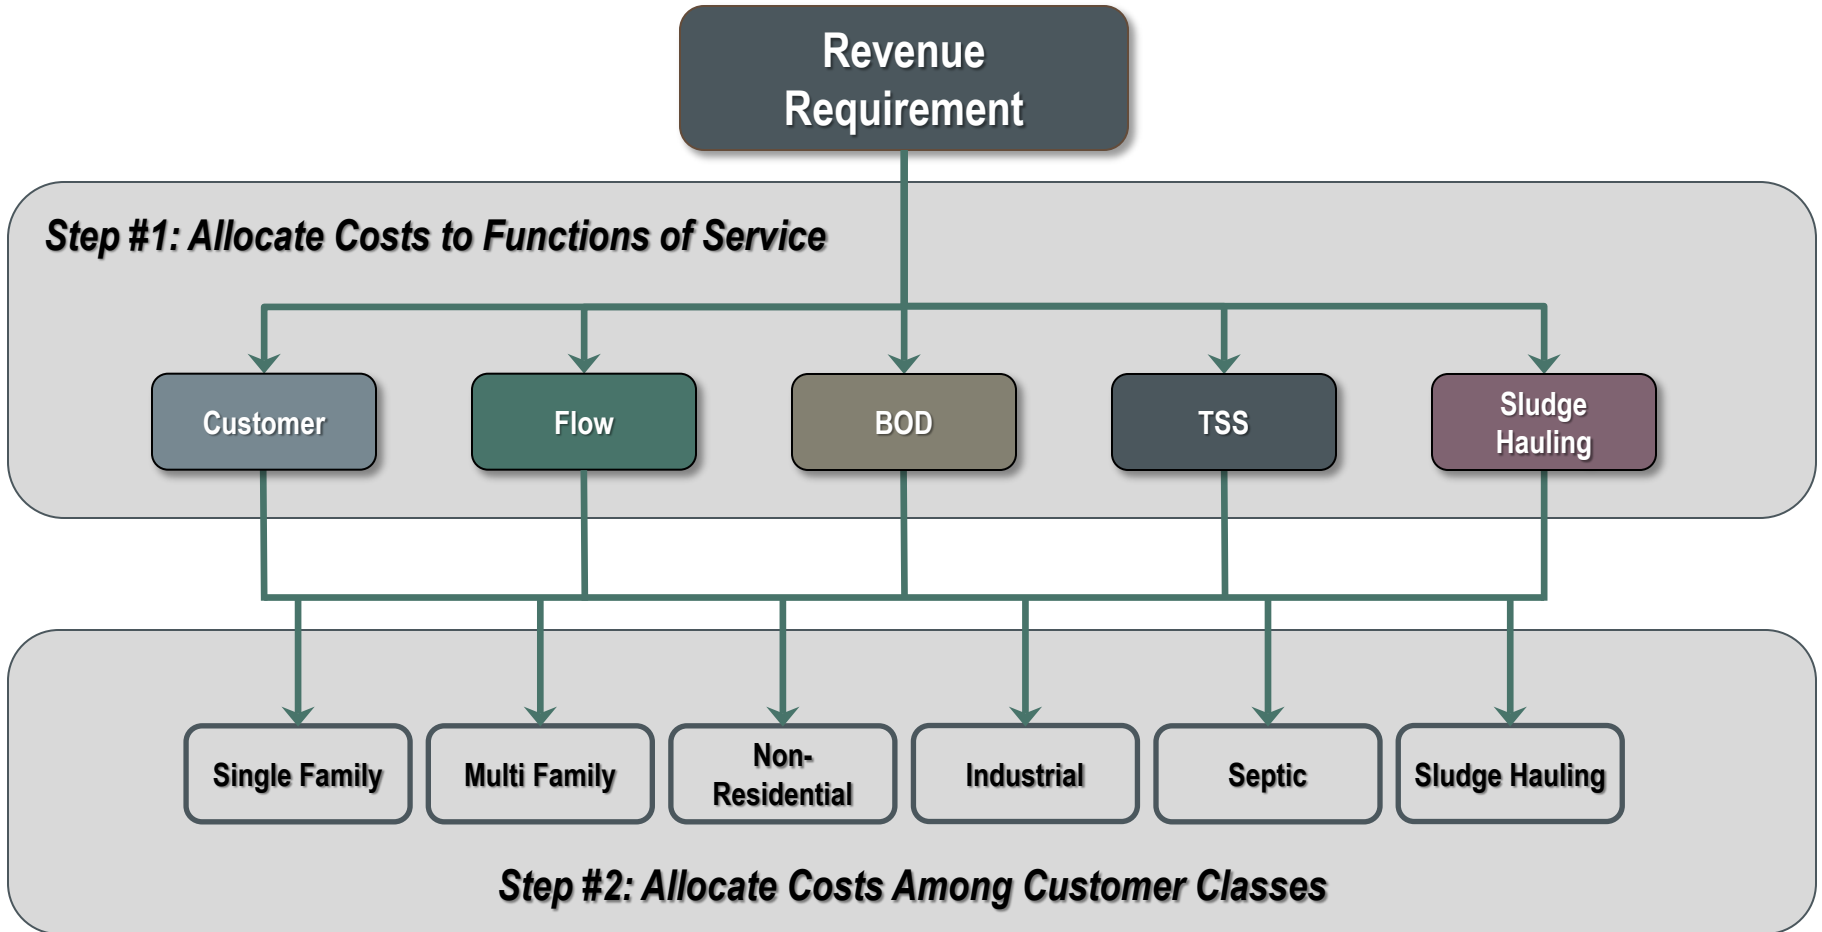 Revenue
Requirement
Step #1: Allocate Costs to Functions of Service
Customer
Flow
BOD
TSS
Sludge
Hauling
Single Family
Multi Family
Non-
Residential
Industrial
Septic
Sludge Hauling
Step #2: Allocate Costs Among Customer Classes